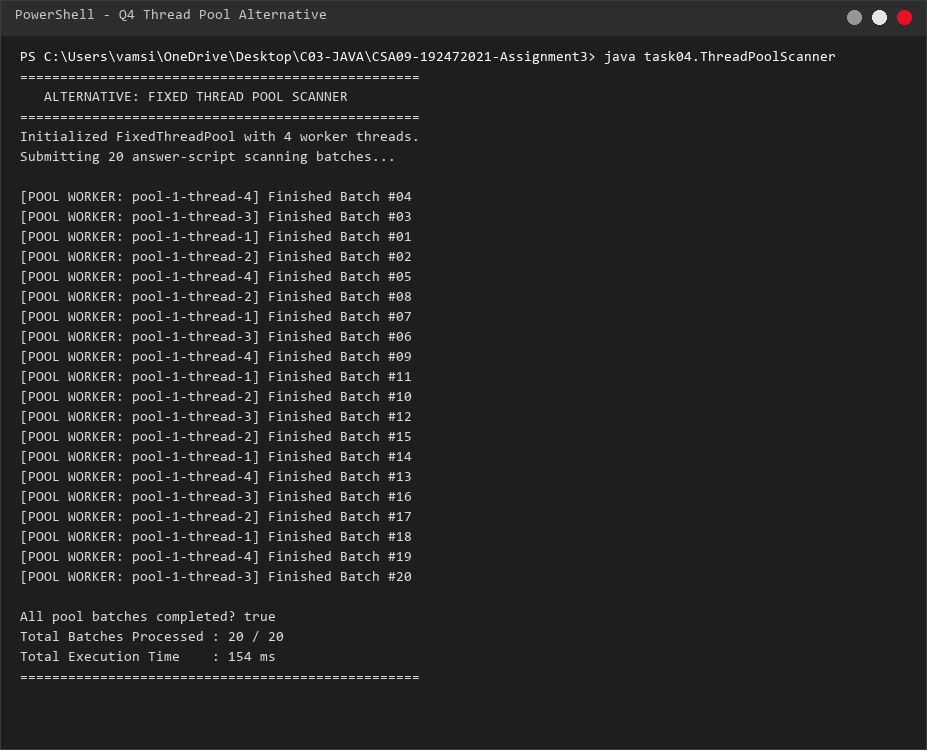 PowerShell - Q4 Thread Pool Alternative
PS C:\Users\vamsi\OneDrive\Desktop\C03-JAVA\CSA09-192472021-Assignment3> java task04.ThreadPoolScanner
==================================================
   ALTERNATIVE: FIXED THREAD POOL SCANNER
==================================================
Initialized FixedThreadPool with 4 worker threads.
Submitting 20 answer-script scanning batches...

[POOL WORKER: pool-1-thread-4] Finished Batch #04
[POOL WORKER: pool-1-thread-3] Finished Batch #03
[POOL WORKER: pool-1-thread-1] Finished Batch #01
[POOL WORKER: pool-1-thread-2] Finished Batch #02
[POOL WORKER: pool-1-thread-4] Finished Batch #05
[POOL WORKER: pool-1-thread-2] Finished Batch #08
[POOL WORKER: pool-1-thread-1] Finished Batch #07
[POOL WORKER: pool-1-thread-3] Finished Batch #06
[POOL WORKER: pool-1-thread-4] Finished Batch #09
[POOL WORKER: pool-1-thread-1] Finished Batch #11
[POOL WORKER: pool-1-thread-2] Finished Batch #10
[POOL WORKER: pool-1-thread-3] Finished Batch #12
[POOL WORKER: pool-1-thread-2] Finished Batch #15
[POOL WORKER: pool-1-thread-1] Finished Batch #14
[POOL WORKER: pool-1-thread-4] Finished Batch #13
[POOL WORKER: pool-1-thread-3] Finished Batch #16
[POOL WORKER: pool-1-thread-2] Finished Batch #17
[POOL WORKER: pool-1-thread-1] Finished Batch #18
[POOL WORKER: pool-1-thread-4] Finished Batch #19
[POOL WORKER: pool-1-thread-3] Finished Batch #20

All pool batches completed? true
Total Batches Processed : 20 / 20
Total Execution Time    : 154 ms
==================================================